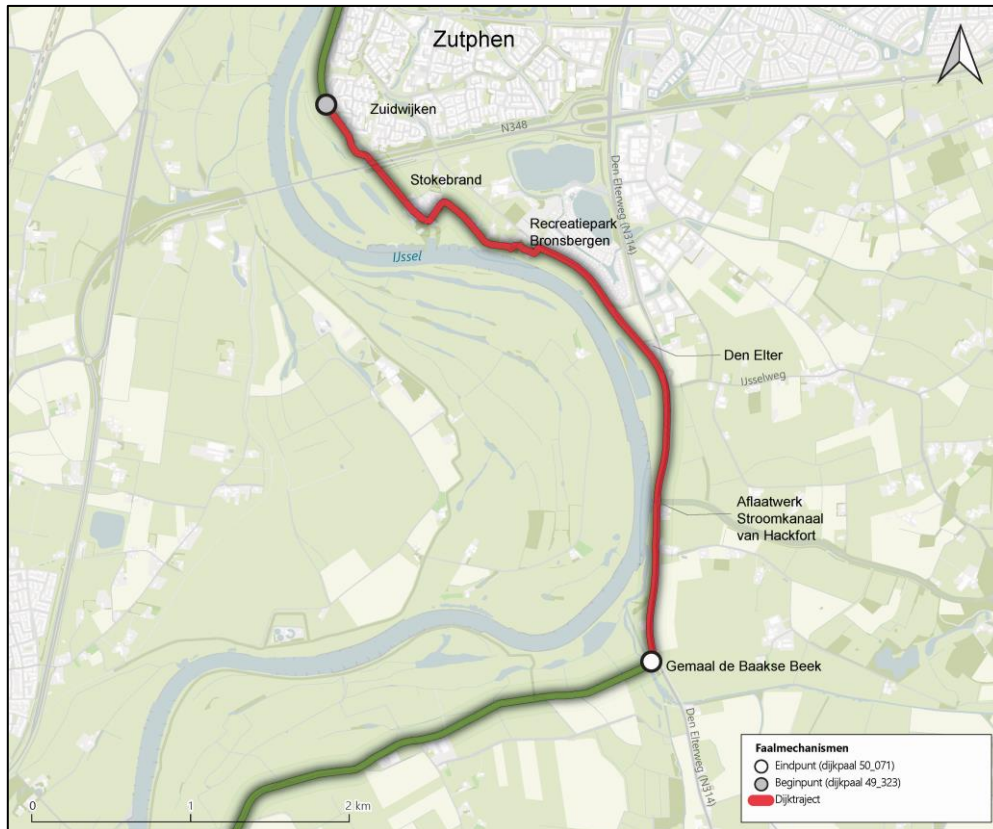 Zutphen
Zuidwijken
N348
Stokebrand
Den Elterweg (N314)
Recreatiepark
Bronsbergen
IJssel
Den Elter
IJsselweg
Aflaatwerk
Stroomkanaal
van Hackfort
Gemaal de Baakse Beek
Den Elterweg (N314)
Faalmechanismen
Eindpunt (dijkpaal 50_071)
Beginpunt (dijkpaal 49_323)
Dijktraject
0 1 2 km